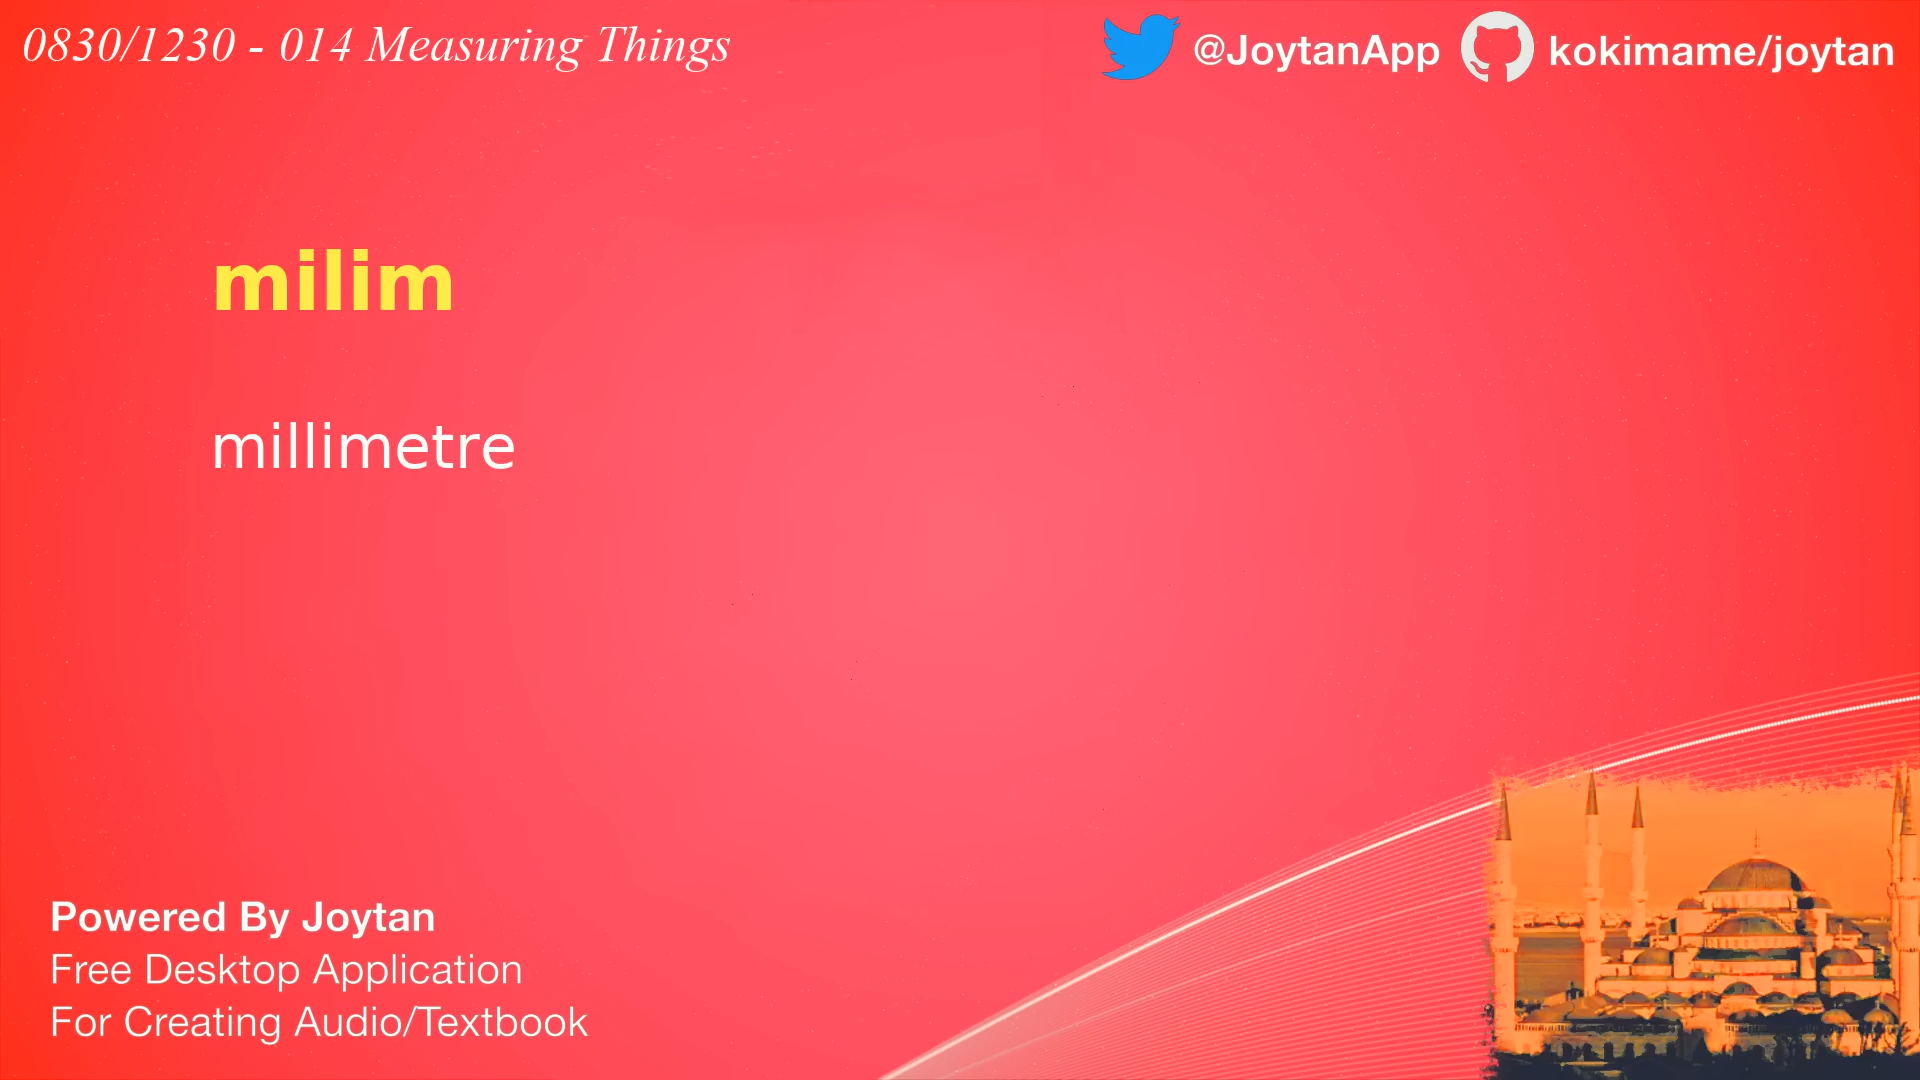 0830/1230 - 014 Measuring Things
@JoytanApp
kokimame/joytan
milim
millimetre
Powered By Joytan
Free Desktop Application
For Creating Audio/Textbook